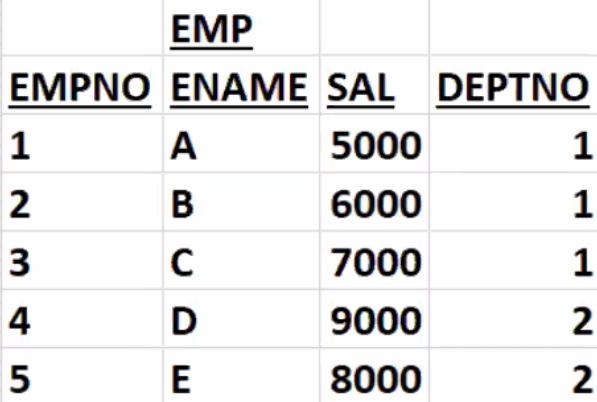 EMP
EMPNO ENAME SAL DEPTNO
1 A 5000 1
2 B 6000 1
3 C 7000 1
4 D 9000 2
5 E 8000 2